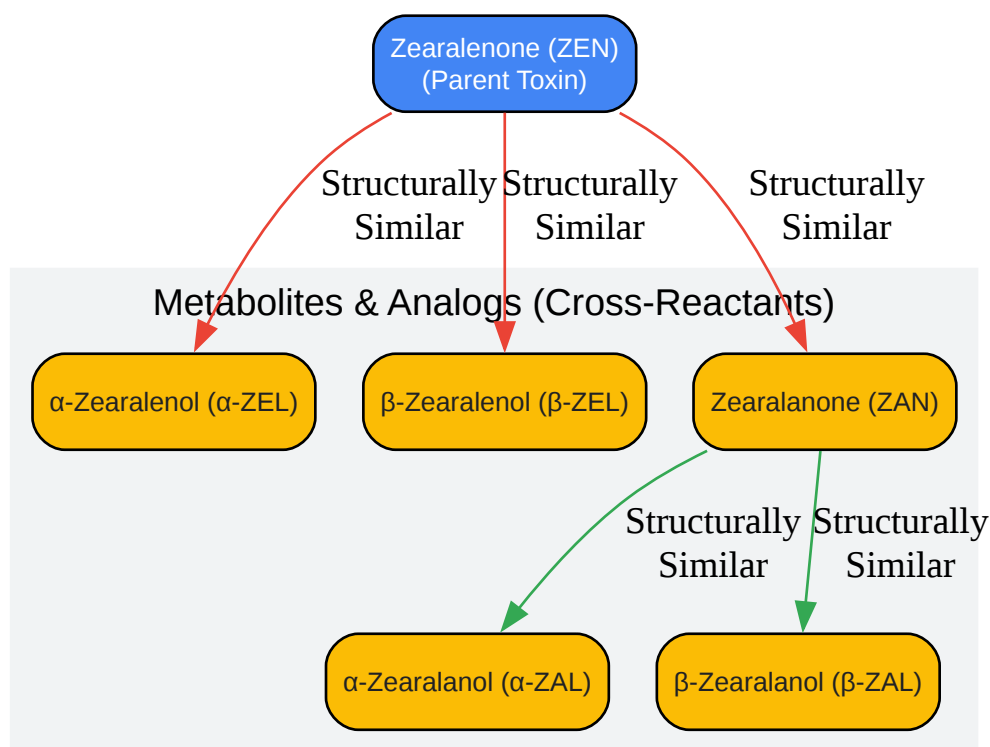 Zearalenone (ZEN)
(Parent Toxin)
Structurally
Similar
Structurally
Similar
Structurally
Similar
Metabolites & Analogs (Cross-Reactants)
α-Zearalenol (α-ZEL)
β-Zearalenol (β-ZEL)
Zearalanone (ZAN)
Structurally
Similar
Structurally
Similar
α-Zearalanol (α-ZAL)
β-Zearalanol (β-ZAL)